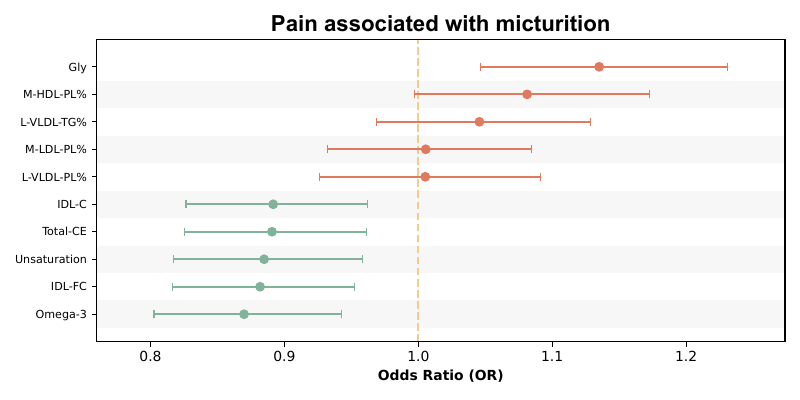 Pain associated with micturition
Gly
M-HDL-PL%
L-VLDL-TG%
M-LDL-PL%
L-VLDL-PL%
IDL-C
Total-CE
Unsaturation
IDL-FC
Omega-3
0.8 0.9 1.0 1.1 1.2
Odds Ratio (OR)